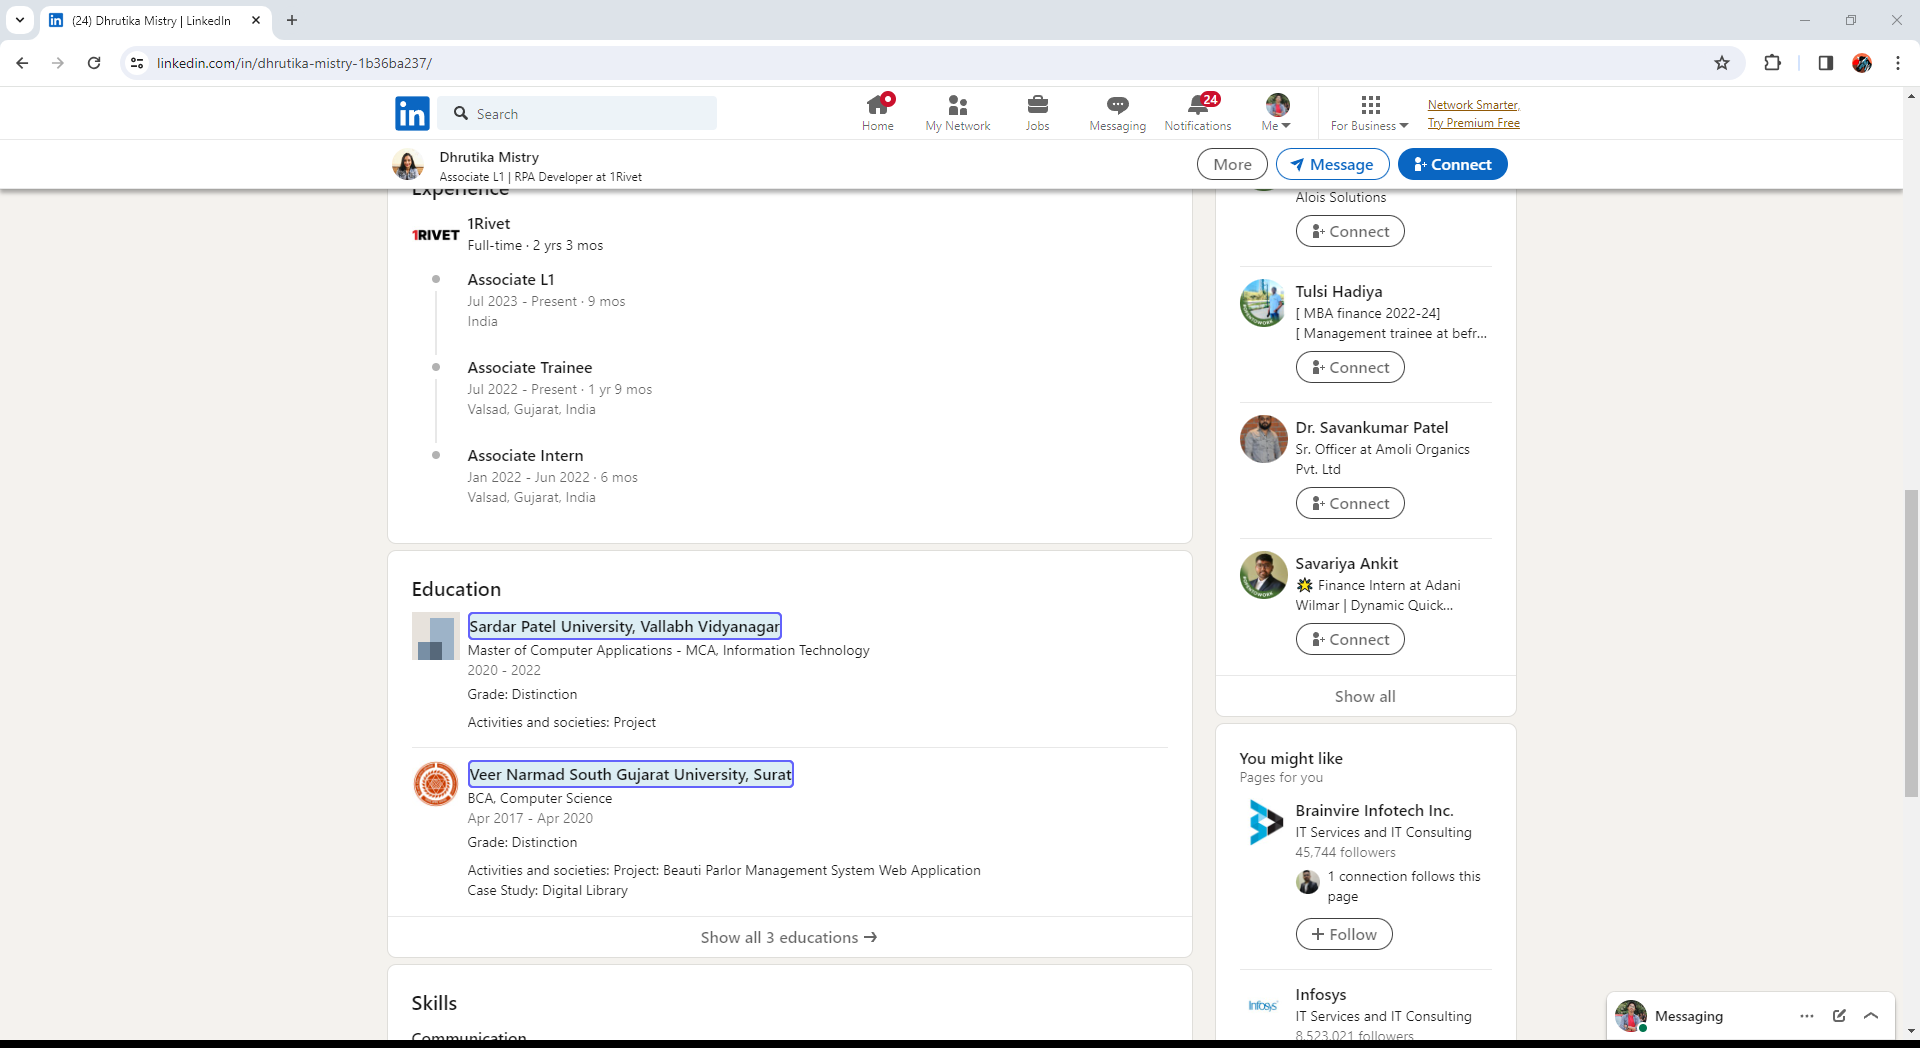 (24) Dhrutika Mistry | LinkedIn
linkedin.com/in/dhrutika-mistry-1b36ba237/
in
Search
Home
My Network
Jobs
Messaging
24
Notifications
Me
For Business
Network Smarter,
Try Premium Free
Dhrutika Mistry
Associate L1 | RPA Developer at 1Rivet
More
Message
Connect
Experience
1RIVET
1Rivet
Full-time · 2 yrs 3 mos
Associate L1
Jul 2023 - Present · 9 mos
India
Associate Trainee
Jul 2022 - Present · 1 yr 9 mos
Valsad, Gujarat, India
Associate Intern
Jan 2022 - Jun 2022 · 6 mos
Valsad, Gujarat, India
Education
Sardar Patel University, Vallabh Vidyanagar
Master of Computer Applications - MCA, Information Technology
2020 - 2022
Grade: Distinction
Activities and societies: Project
Veer Narmad South Gujarat University, Surat
BCA, Computer Science
Apr 2017 - Apr 2020
Grade: Distinction
Activities and societies: Project: Beauti Parlor Management System Web Application
Case Study: Digital Library
Show all 3 educations
Skills
Communication
Alois Solutions
Connect
Tulsi Hadiya
[ MBA finance 2022-24]
[ Management trainee at befr...
Connect
Dr. Savankumar Patel
Sr. Officer at Amoli Organics
Pvt. Ltd
Connect
Savariya Ankit
Finance Intern at Adani
Wilmar | Dynamic Quick...
Connect
Show all
You might like
Pages for you
Brainvire Infotech Inc.
IT Services and IT Consulting
45,744 followers
1 connection follows this
page
Follow
Infosys
Infosys
IT Services and IT Consulting
8,523,021 followers
Messaging